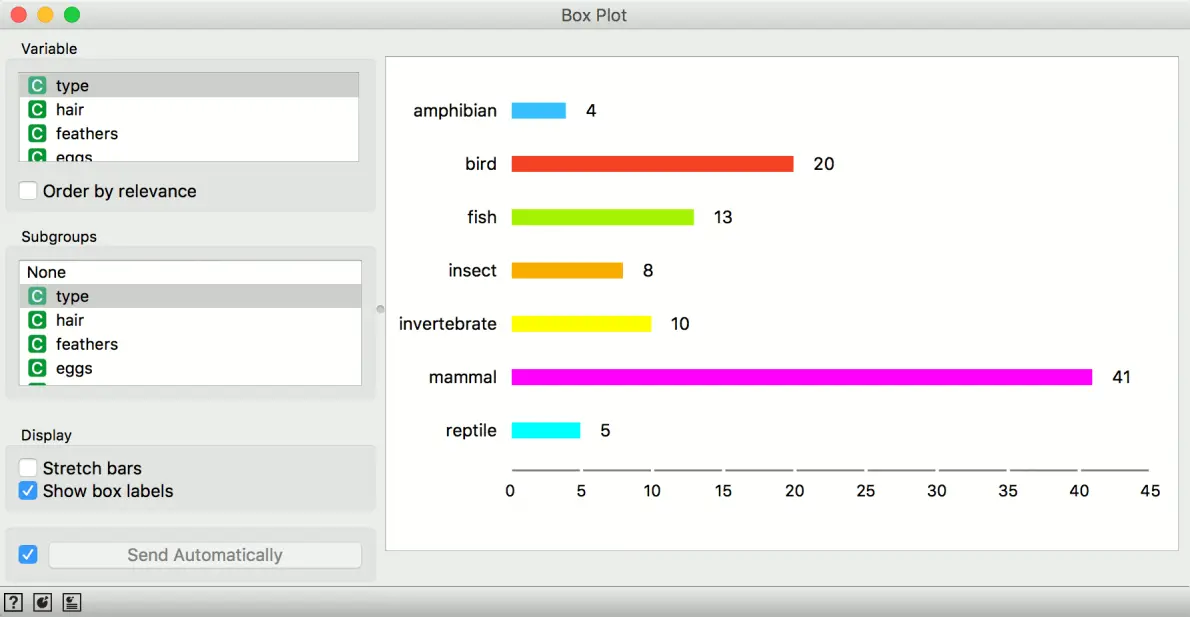 Box Plot
Variable
C type
C hair
C feathers
C eggs
Order by relevance
Subgroups
None
C type
C hair
C feathers
C eggs
Display
Stretch bars
Show box labels
Send Automatically
amphibian 4
bird 20
fish 13
insect 8
invertebrate 10
mammal 41
reptile 5
0 5 10 15 20 25 30 35 40 45
?